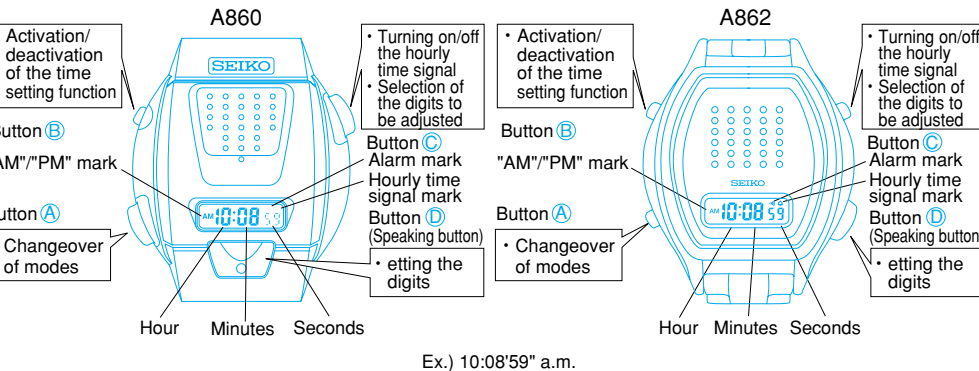 A860
Activation/
deactivation
of the time
setting function
Button Ⓑ
"AM"/"PM" mark
Button Ⓐ
Changeover
of modes
SEIKO
AM 10:08 59
• Turning on/off
the hourly
time signal
• Selection of
the digits to
be adjusted
Button Ⓒ
Alarm mark
Hourly time
signal mark
Button Ⓓ
(Speaking button)
• etting the
digits
Hour
Minutes
Seconds
A862
• Activation/
deactivation
of the time
setting function
Button Ⓑ
"AM"/"PM" mark
Button Ⓐ
• Changeover
of modes
SEIKO
AM 10:08 59
• Turning on/off
the hourly
time signal
• Selection of
the digits to
be adjusted
Button Ⓒ
Alarm mark
Hourly time
signal mark
Button Ⓓ
(Speaking button)
• etting the
digits
Hour
Minutes
Seconds
Ex.) 10:08'59" a.m.